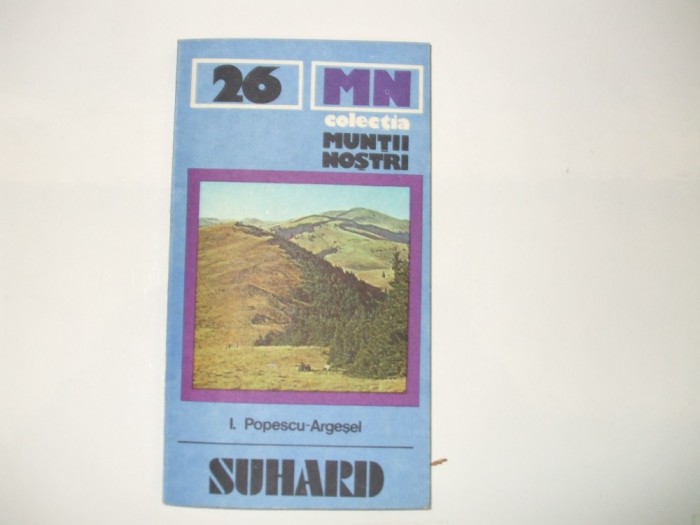 26 MN
colecția
MUNȚII
NOȘTRI
I. Popescu-Argeșel
SUHARD